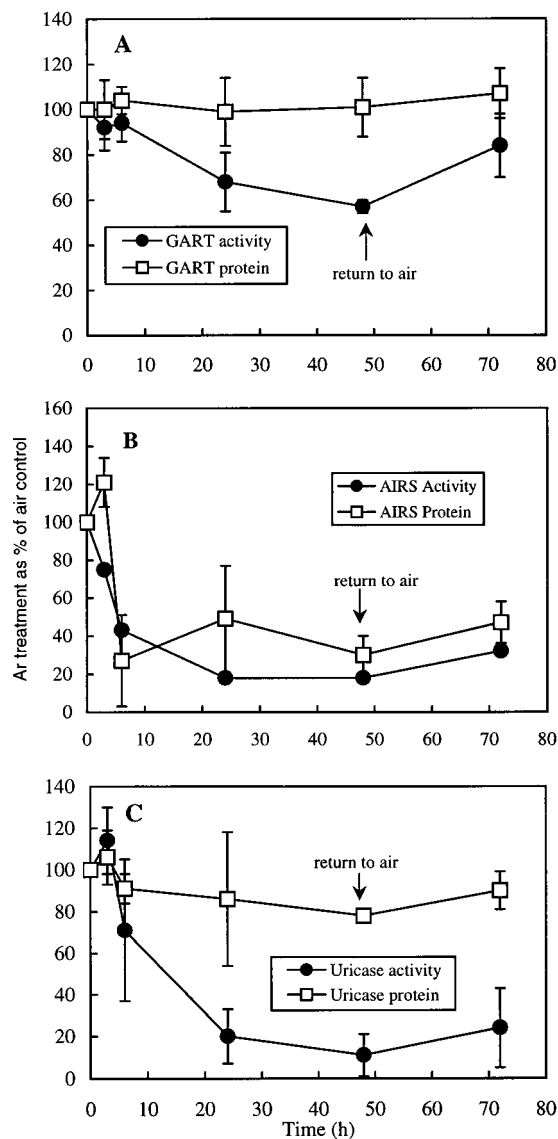 140
120
100
80
60
40
20
0
A
GART activity
GART protein
return to air
0 10 20 30 40 50 60 70 80
Ar treatment as % of air control
160
140
120
100
80
60
40
20
0
B
AIRS Activity
AIRS Protein
return to air
0 10 20 30 40 50 60 70 80
140
120
100
80
60
40
20
0
C
return to air
Uricase activity
Uricase protein
0 10 20 30 40 50 60 70 80
Time (h)